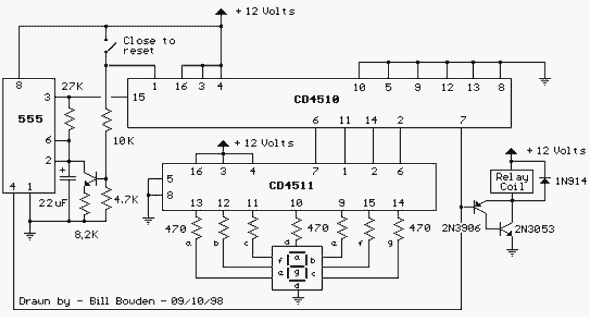 + 12 Volts
Close to
reset
8
27K
3
555
6
2
4
1
10K
+
22uF
4.7K
8.2K
1
16
3
4
10
5
9
12
13
8
15
CD4510
6
11
14
2
7
+ 12 Volts
16
3
4
5
8
CD4511
7
1
2
6
13
12
11
10
9
15
14
470
470
470
470
a
b
c
d
e
f
g
f
a
b
e
g
c
d
+ 12 Volts
Relay
Coil
1N914
2N3906
2N3053
Drawn by - Bill Bowden - 09/10/98